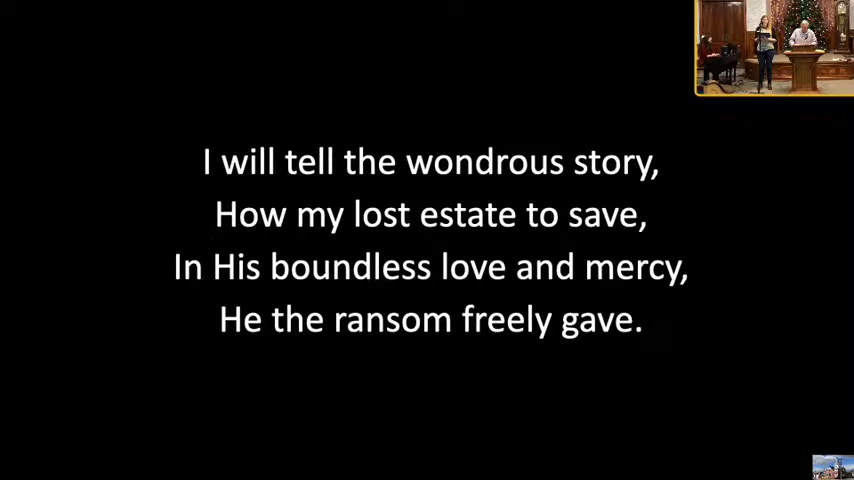 I will tell the wondrous story,
How my lost estate to save,
In His boundless love and mercy,
He the ransom freely gave.